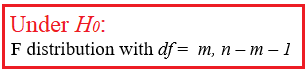 Under H0:
F distribution with df = m, n – m – 1